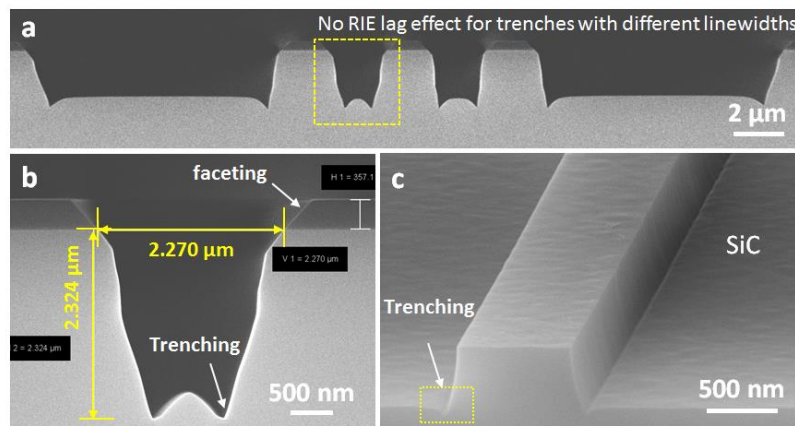 a
No RIE lag effect for trenches with different linewidths
2 μm
b
faceting
H 1 = 357.1
2.270 μm
V 1 = 2.270 μm
2.324 μm
2 = 2.324 μm
Trenching
500 nm
c
SiC
Trenching
500 nm